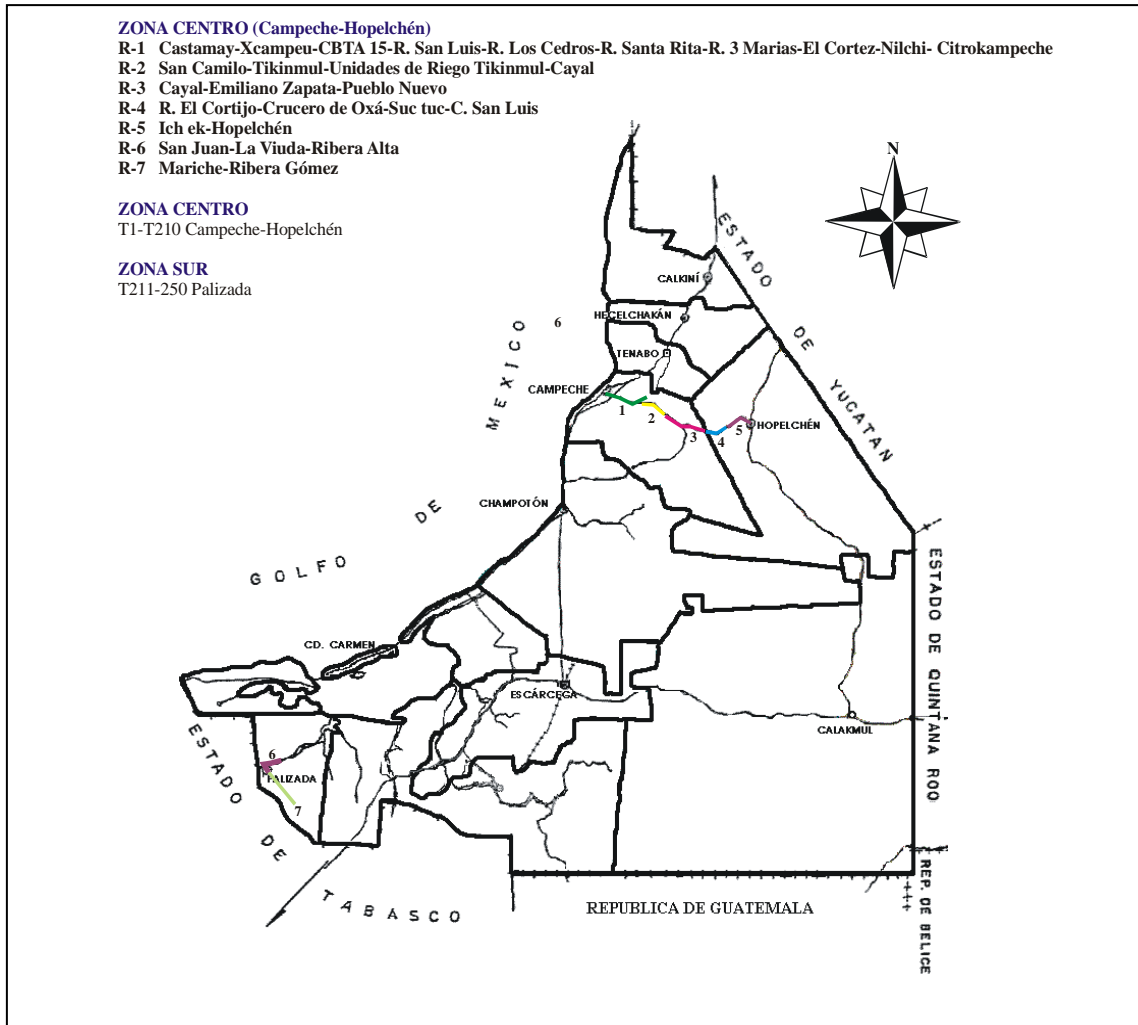 ZONA CENTRO (Campeche-Hopelchén)
R-1 Castamay-Xcampeu-CBTA 15-R. San Luis-R. Los Cedros-R. Santa Rita-R. 3 Marias-El Cortez-Nilchi- Citrokampeche
R-2 San Camilo-Tikinmul-Unidades de Riego Tikinmul-Cayal
R-3 Cayal-Emiliano Zapata-Pueblo Nuevo
R-4 R. El Cortijo-Crucero de Oxá-Suc tuc-C. San Luis
R-5 Ich ek-Hopelchén
R-6 San Juan-La Viuda-Ribera Alta
R-7 Mariche-Ribera Gómez
ZONA CENTRO
T1-T210 Campeche-Hopelchén
ZONA SUR
T211-250 Palizada
N
ESTADO DE YUCATAN
CALKINÍ
HECELCHAKÁN
6
TENABO
CAMPECHE
1
2
3
4
5
HOPELCHÉN
GOLFO DE MEXICO
CHAMPOTÓN
CD. CARMEN
ESCÁRCEGA
CALAKMUL
ESTADO DE QUINTANA ROO
6
PALIZADA
7
ESTADO DE TABASCO
REPUBLICA DE GUATEMALA
REP. DE BELICE